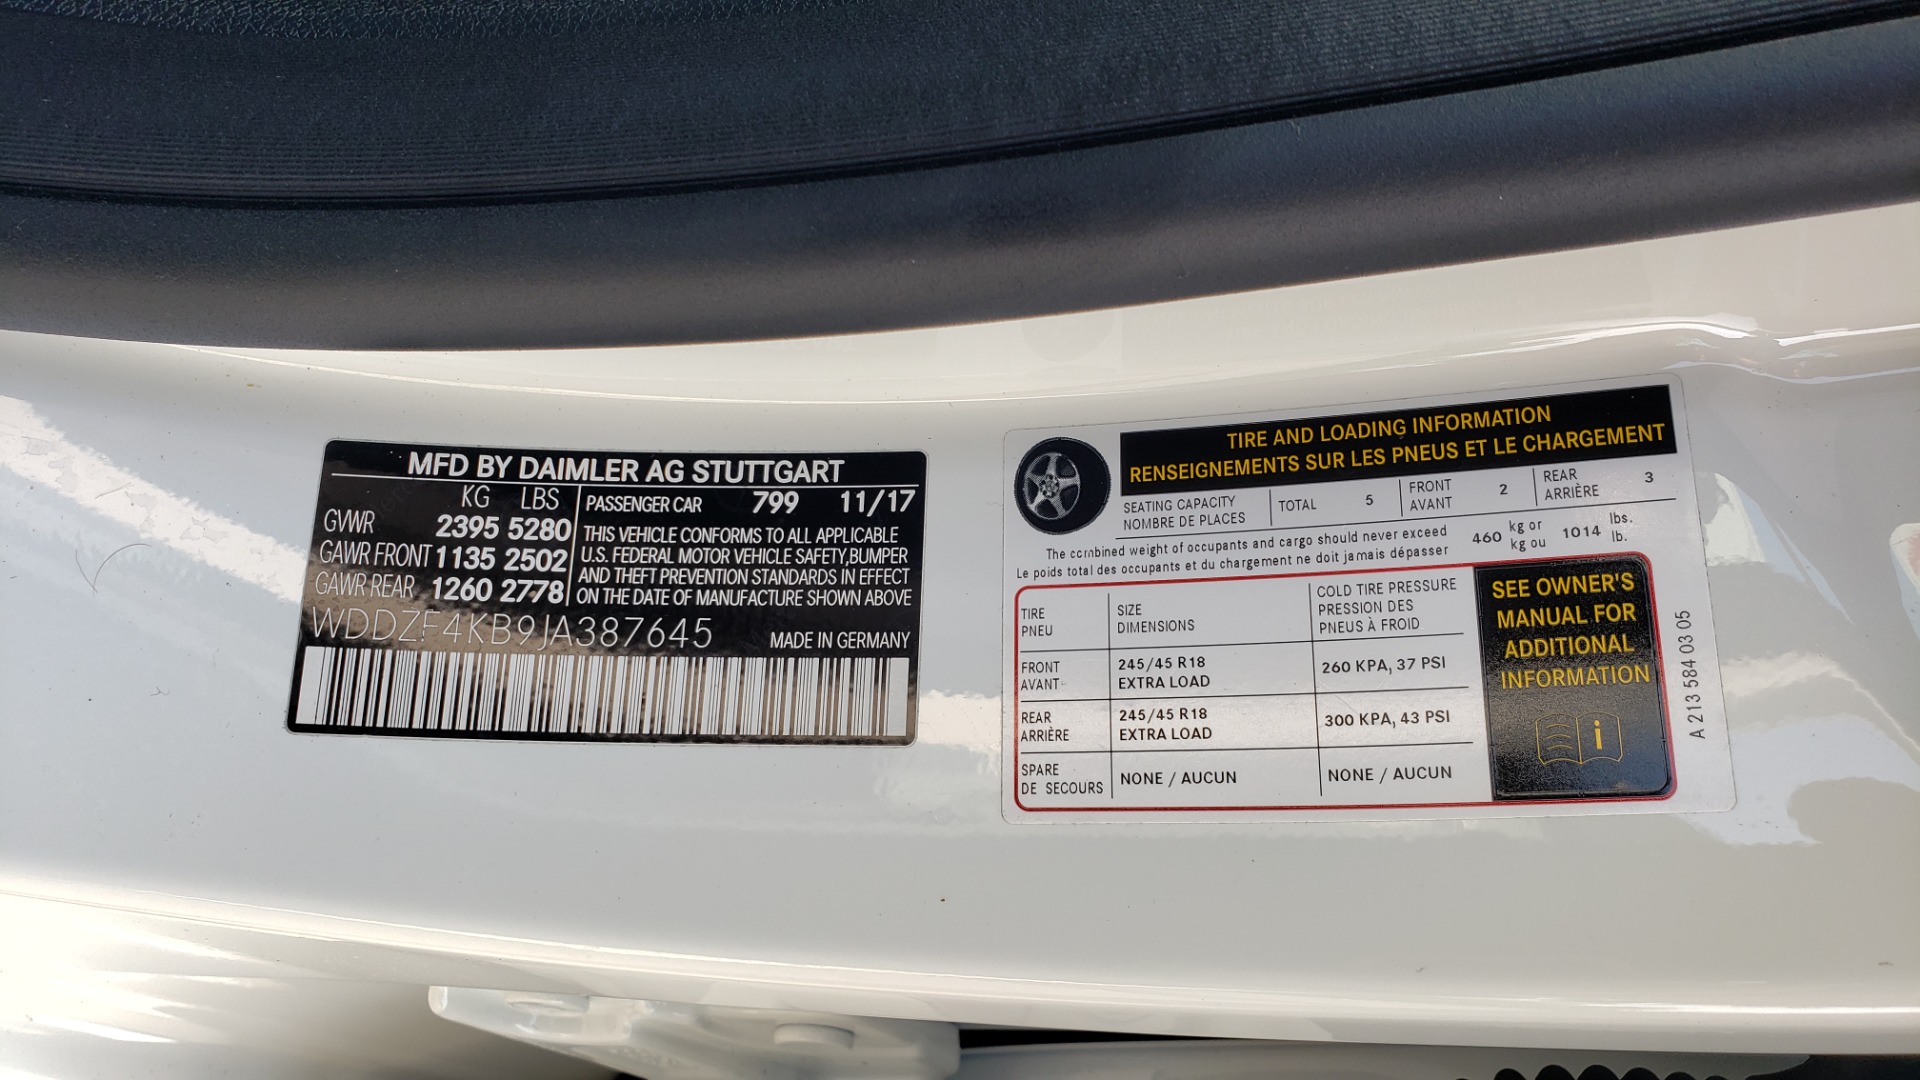 MFD BY DAIMLER AG STUTTGART
KG LBS
GVWR 2395 5280
GAWR FRONT 1135 2502
GAWR REAR 1260 2778
PASSENGER CAR 799 11/17
THIS VEHICLE CONFORMS TO ALL APPLICABLE
U.S. FEDERAL MOTOR VEHICLE SAFETY,BUMPER
AND THEFT PREVENTION STANDARDS IN EFFECT
ON THE DATE OF MANUFACTURE SHOWN ABOVE
WDDZF4KB9JA387645 MADE IN GERMANY
TIRE AND LOADING INFORMATION
RENSEIGNEMENTS SUR LES PNEUS ET LE CHARGEMENT
SEATING CAPACITY
NOMBRE DE PLACES
TOTAL 5
FRONT
AVANT
2
REAR
ARRIÈRE
3
The combined weight of occupants and cargo should never exceed
Le poids total des occupants et du chargement ne doit jamais dépasser
460 kg or
kg ou
1014 lbs.
lb.
TIRE
PNEU
SIZE
DIMENSIONS
COLD TIRE PRESSURE
PRESSION DES
PNEUS À FROID
FRONT
AVANT
245/45 R18
EXTRA LOAD
260 KPA, 37 PSI
REAR
ARRIÈRE
245/45 R18
EXTRA LOAD
300 KPA, 43 PSI
SPARE
DE SECOURS
NONE / AUCUN
NONE / AUCUN
SEE OWNER'S
MANUAL FOR
ADDITIONAL
INFORMATION
i
A 213 584 03 05